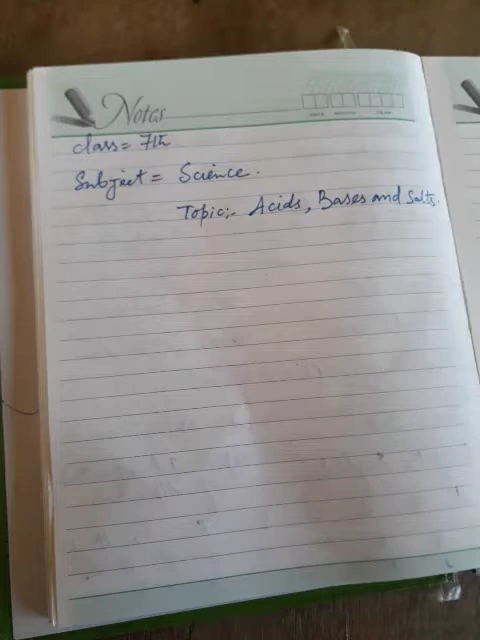 Notes
class = 7th
Subject = Science.
Topic:- Acids, Bases and Salts.